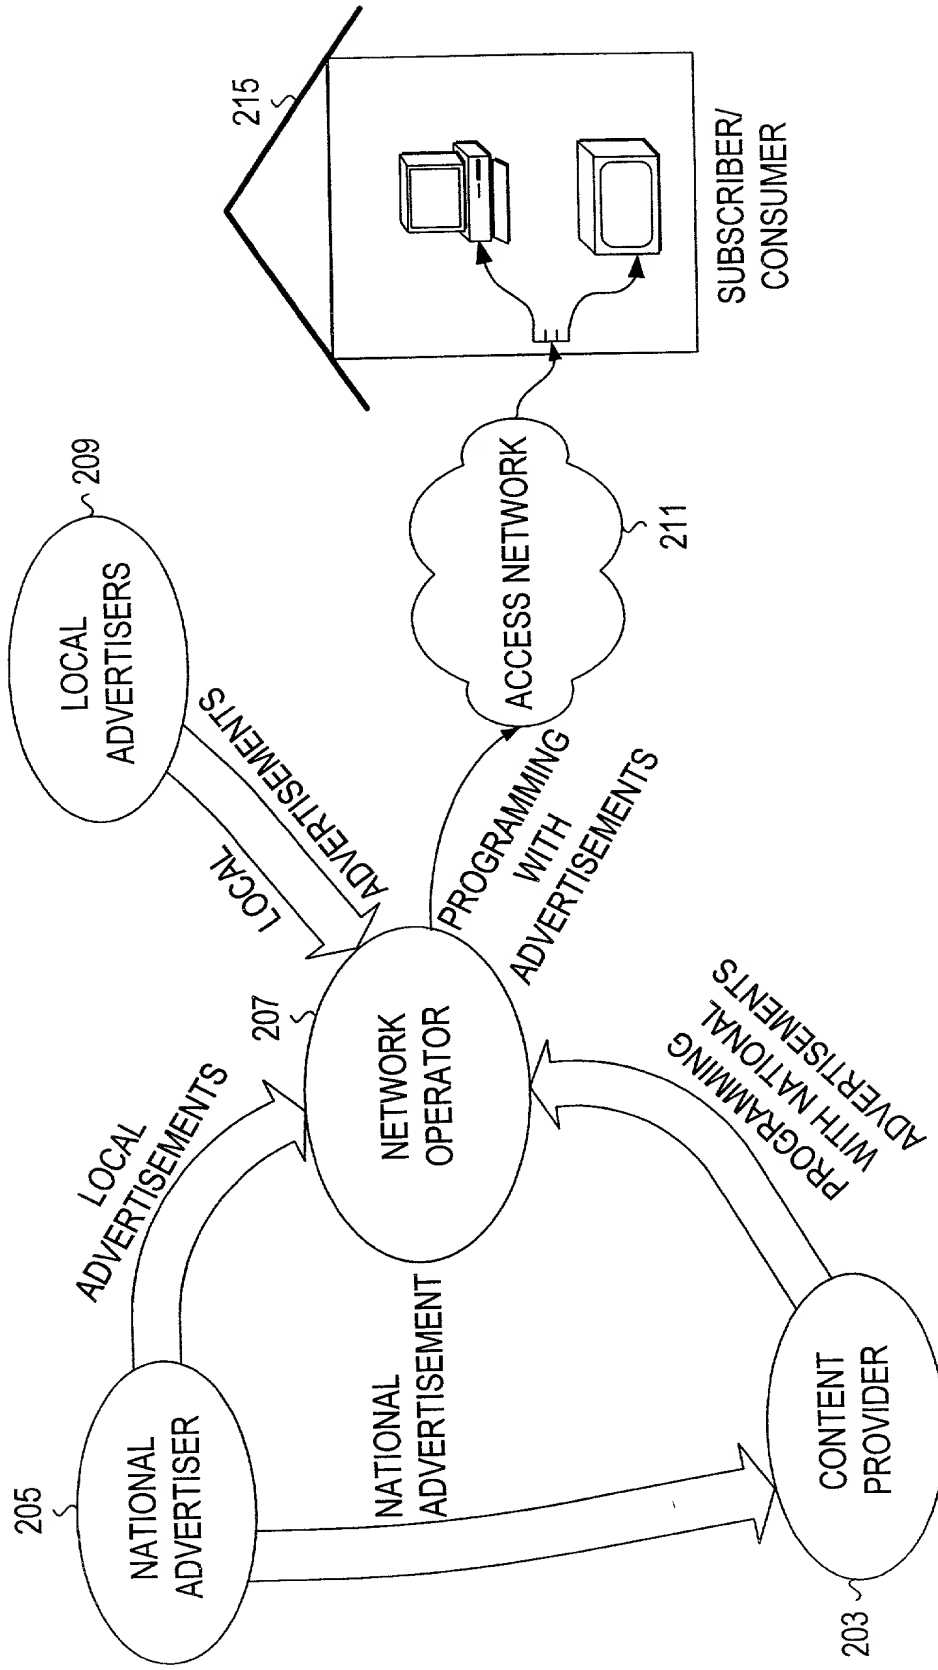 205
NATIONAL
ADVERTISER
LOCAL
ADVERTISEMENTS
LOCAL
ADVERTISEMENTS
209
LOCAL
ADVERTISERS
NATIONAL
ADVERTISEMENT
207
NETWORK
OPERATOR
PROGRAMMING
WITH
ADVERTISEMENTS
ACCESS NETWORK
211
215
SUBSCRIBER/
CONSUMER
203
CONTENT
PROVIDER
PROGRAMMING
WITH NATIONAL
ADVERTISEMENTS